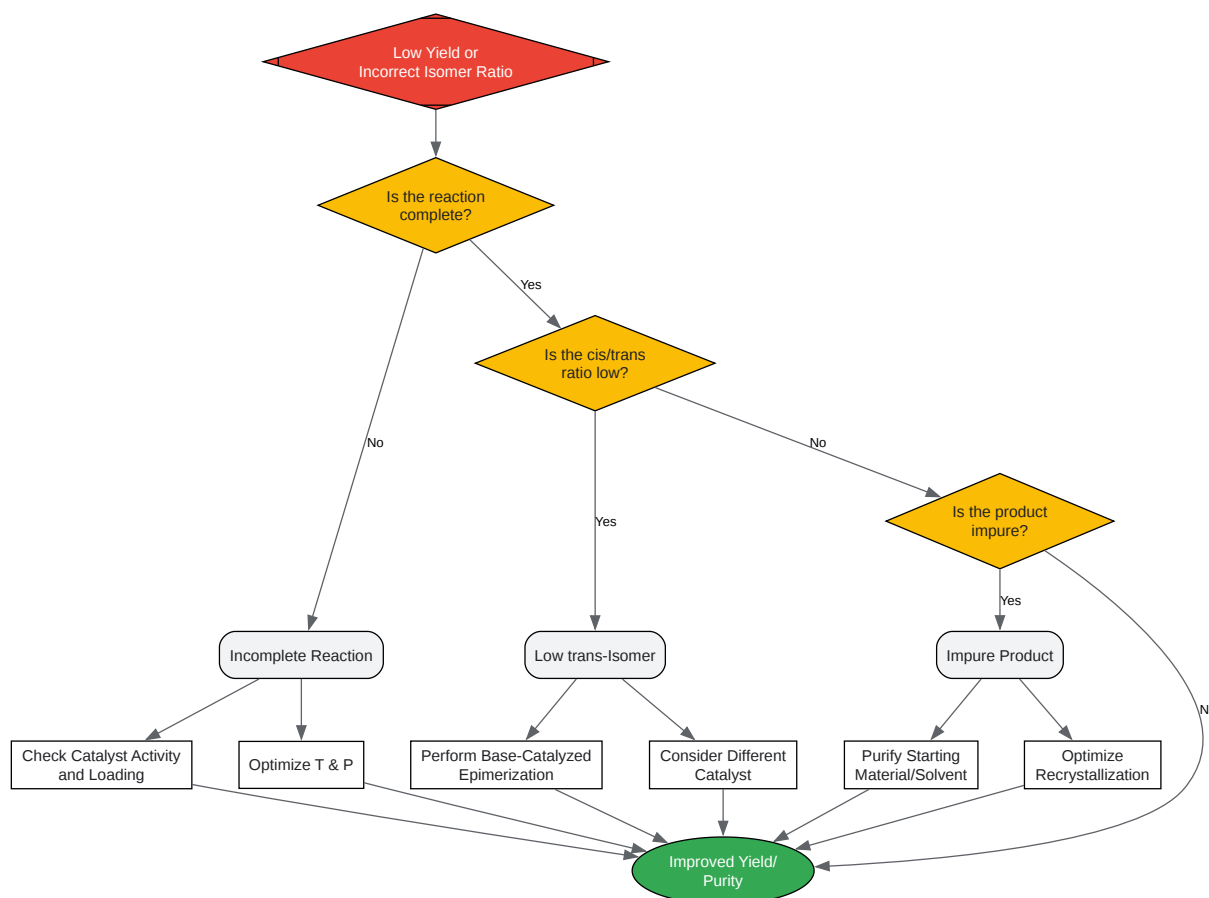 Low Yield or
Incorrect Isomer Ratio
Is the reaction
complete?
Yes
Is the cis/trans
ratio low?
No
No
Is the product
impure?
Yes
Yes
Incomplete Reaction
Low trans-Isomer
Impure Product
N
Check Catalyst Activity
and Loading
Optimize T & P
Perform Base-Catalyzed
Epimerization
Consider Different
Catalyst
Purify Starting
Material/Solvent
Optimize
Recrystallization
Improved Yield/
Purity